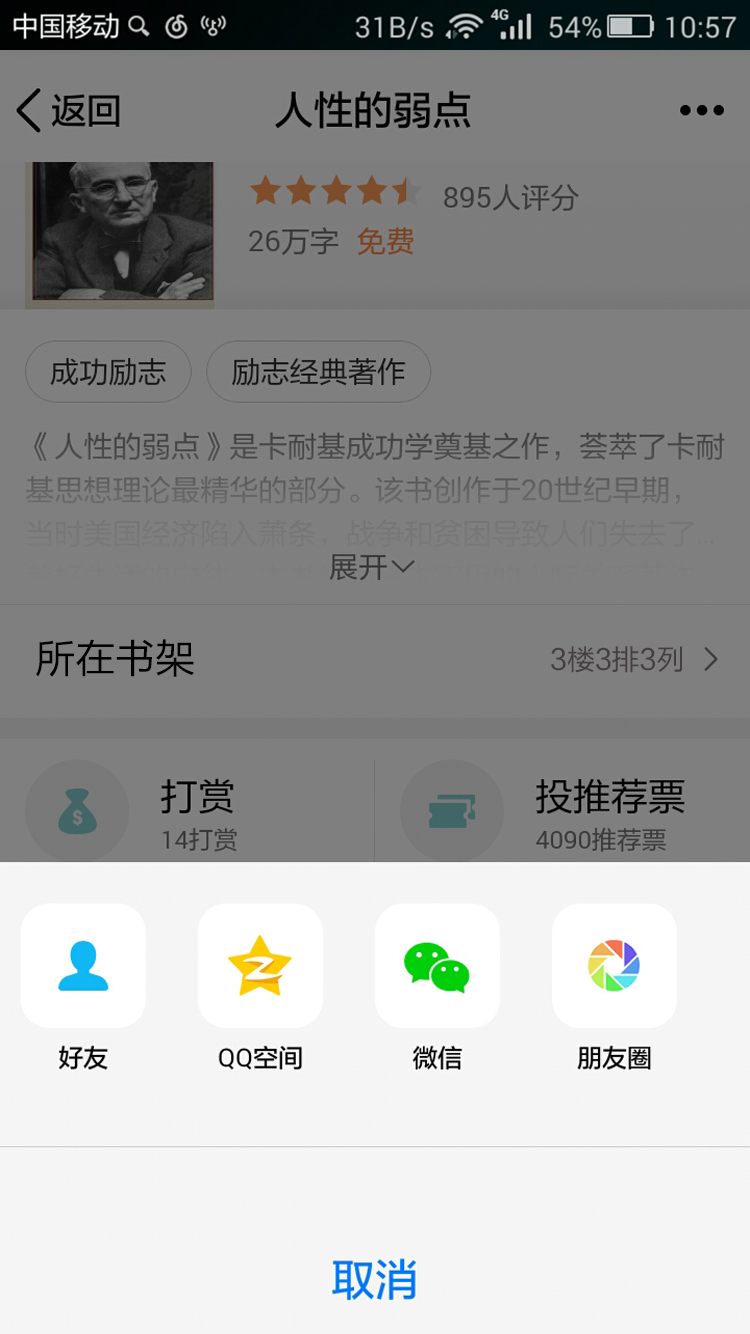 中国移动 31B/s 4G 54% 10:57
返回 人性的弱点
895人评分
26万字 免费
成功励志 励志经典著作
《人性的弱点》是卡耐基成功学奠基之作，荟萃了卡耐
基思想理论最精华的部分。该书创作于20世纪早期，
当时美国经济陷入萧条，战争和贫困导致人们失去了...
展开
所在书架 3楼3排3列
打赏 投推荐票
14打赏 4090推荐票
好友 QQ空间 微信 朋友圈
取消